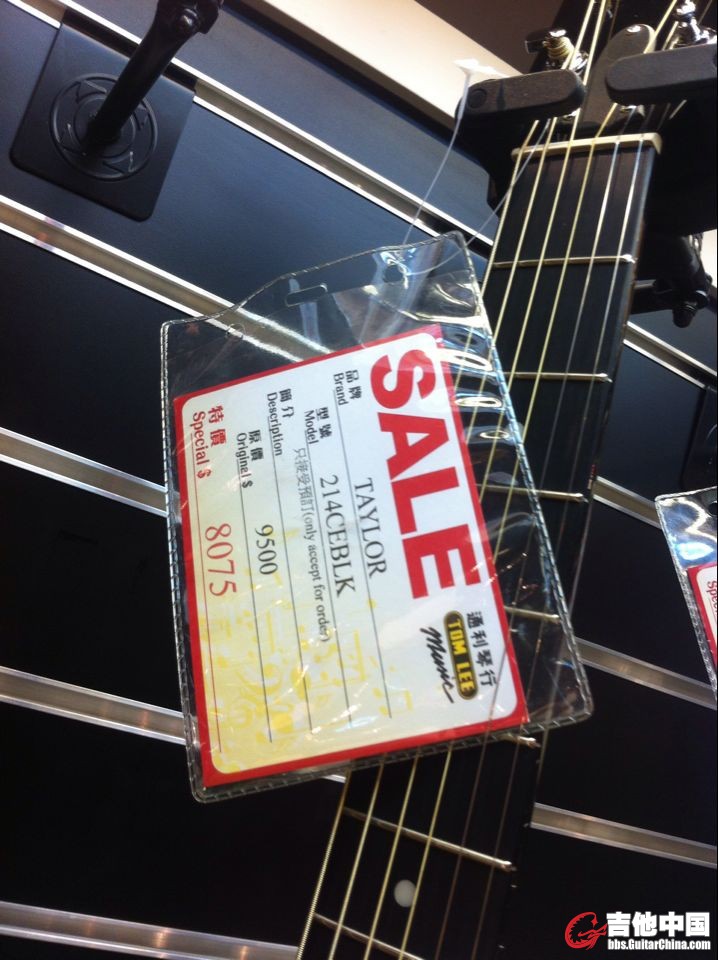 SALE
通利琴行
TOM LEE
Music
品牌
Brand
TAYLOR
型號
Model
214CEBLK
只接受預訂(only accept for order)
簡介
Description
原價
Original $
9500
特價
Special $
8075
Spec
吉他中国
bbs.GuitarChina.com